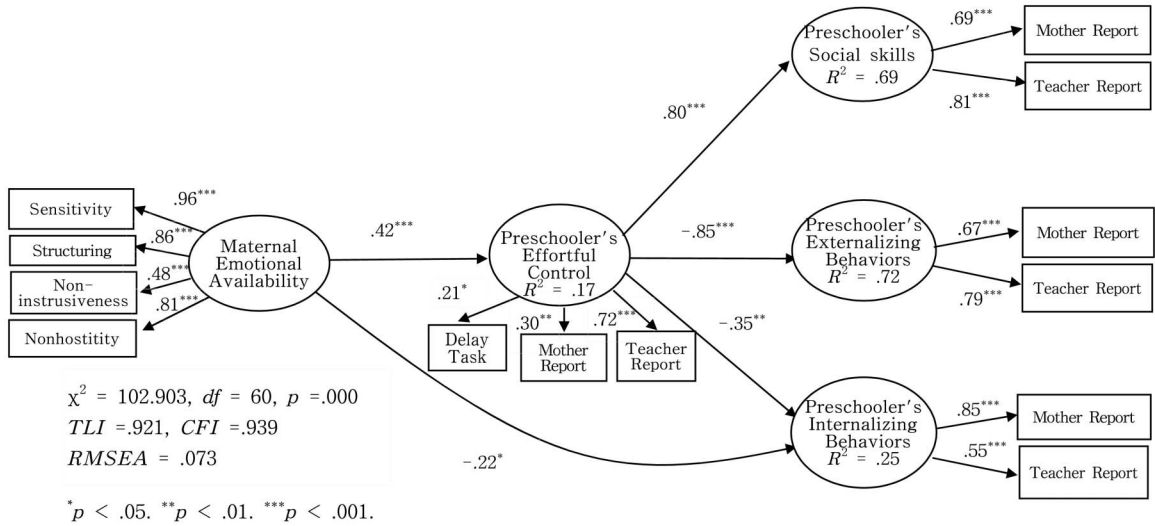 Sensitivity
Structuring
Non-
instrusiveness
Nonhostitity
.96***
.86***
.48***
.81***
Maternal
Emotional
Availability
.42***
-.22*
Preschooler's
Effortful
Control
R² = .17
.21*
.30**
.72***
Delay
Task
Mother
Report
Teacher
Report
.80***
-.85***
-.35**
Preschooler's
Social skills
R² = .69
.69***
.81***
Mother Report
Teacher Report
Preschooler's
Externalizing
Behaviors
R² = .72
.67***
.79***
Mother Report
Teacher Report
Preschooler's
Internalizing
Behaviors
R² = .25
.85***
.55***
Mother Report
Teacher Report
χ² = 102.903, df = 60, p =.000
TLI =.921, CFI =.939
RMSEA = .073
*p < .05. **p < .01. ***p < .001.